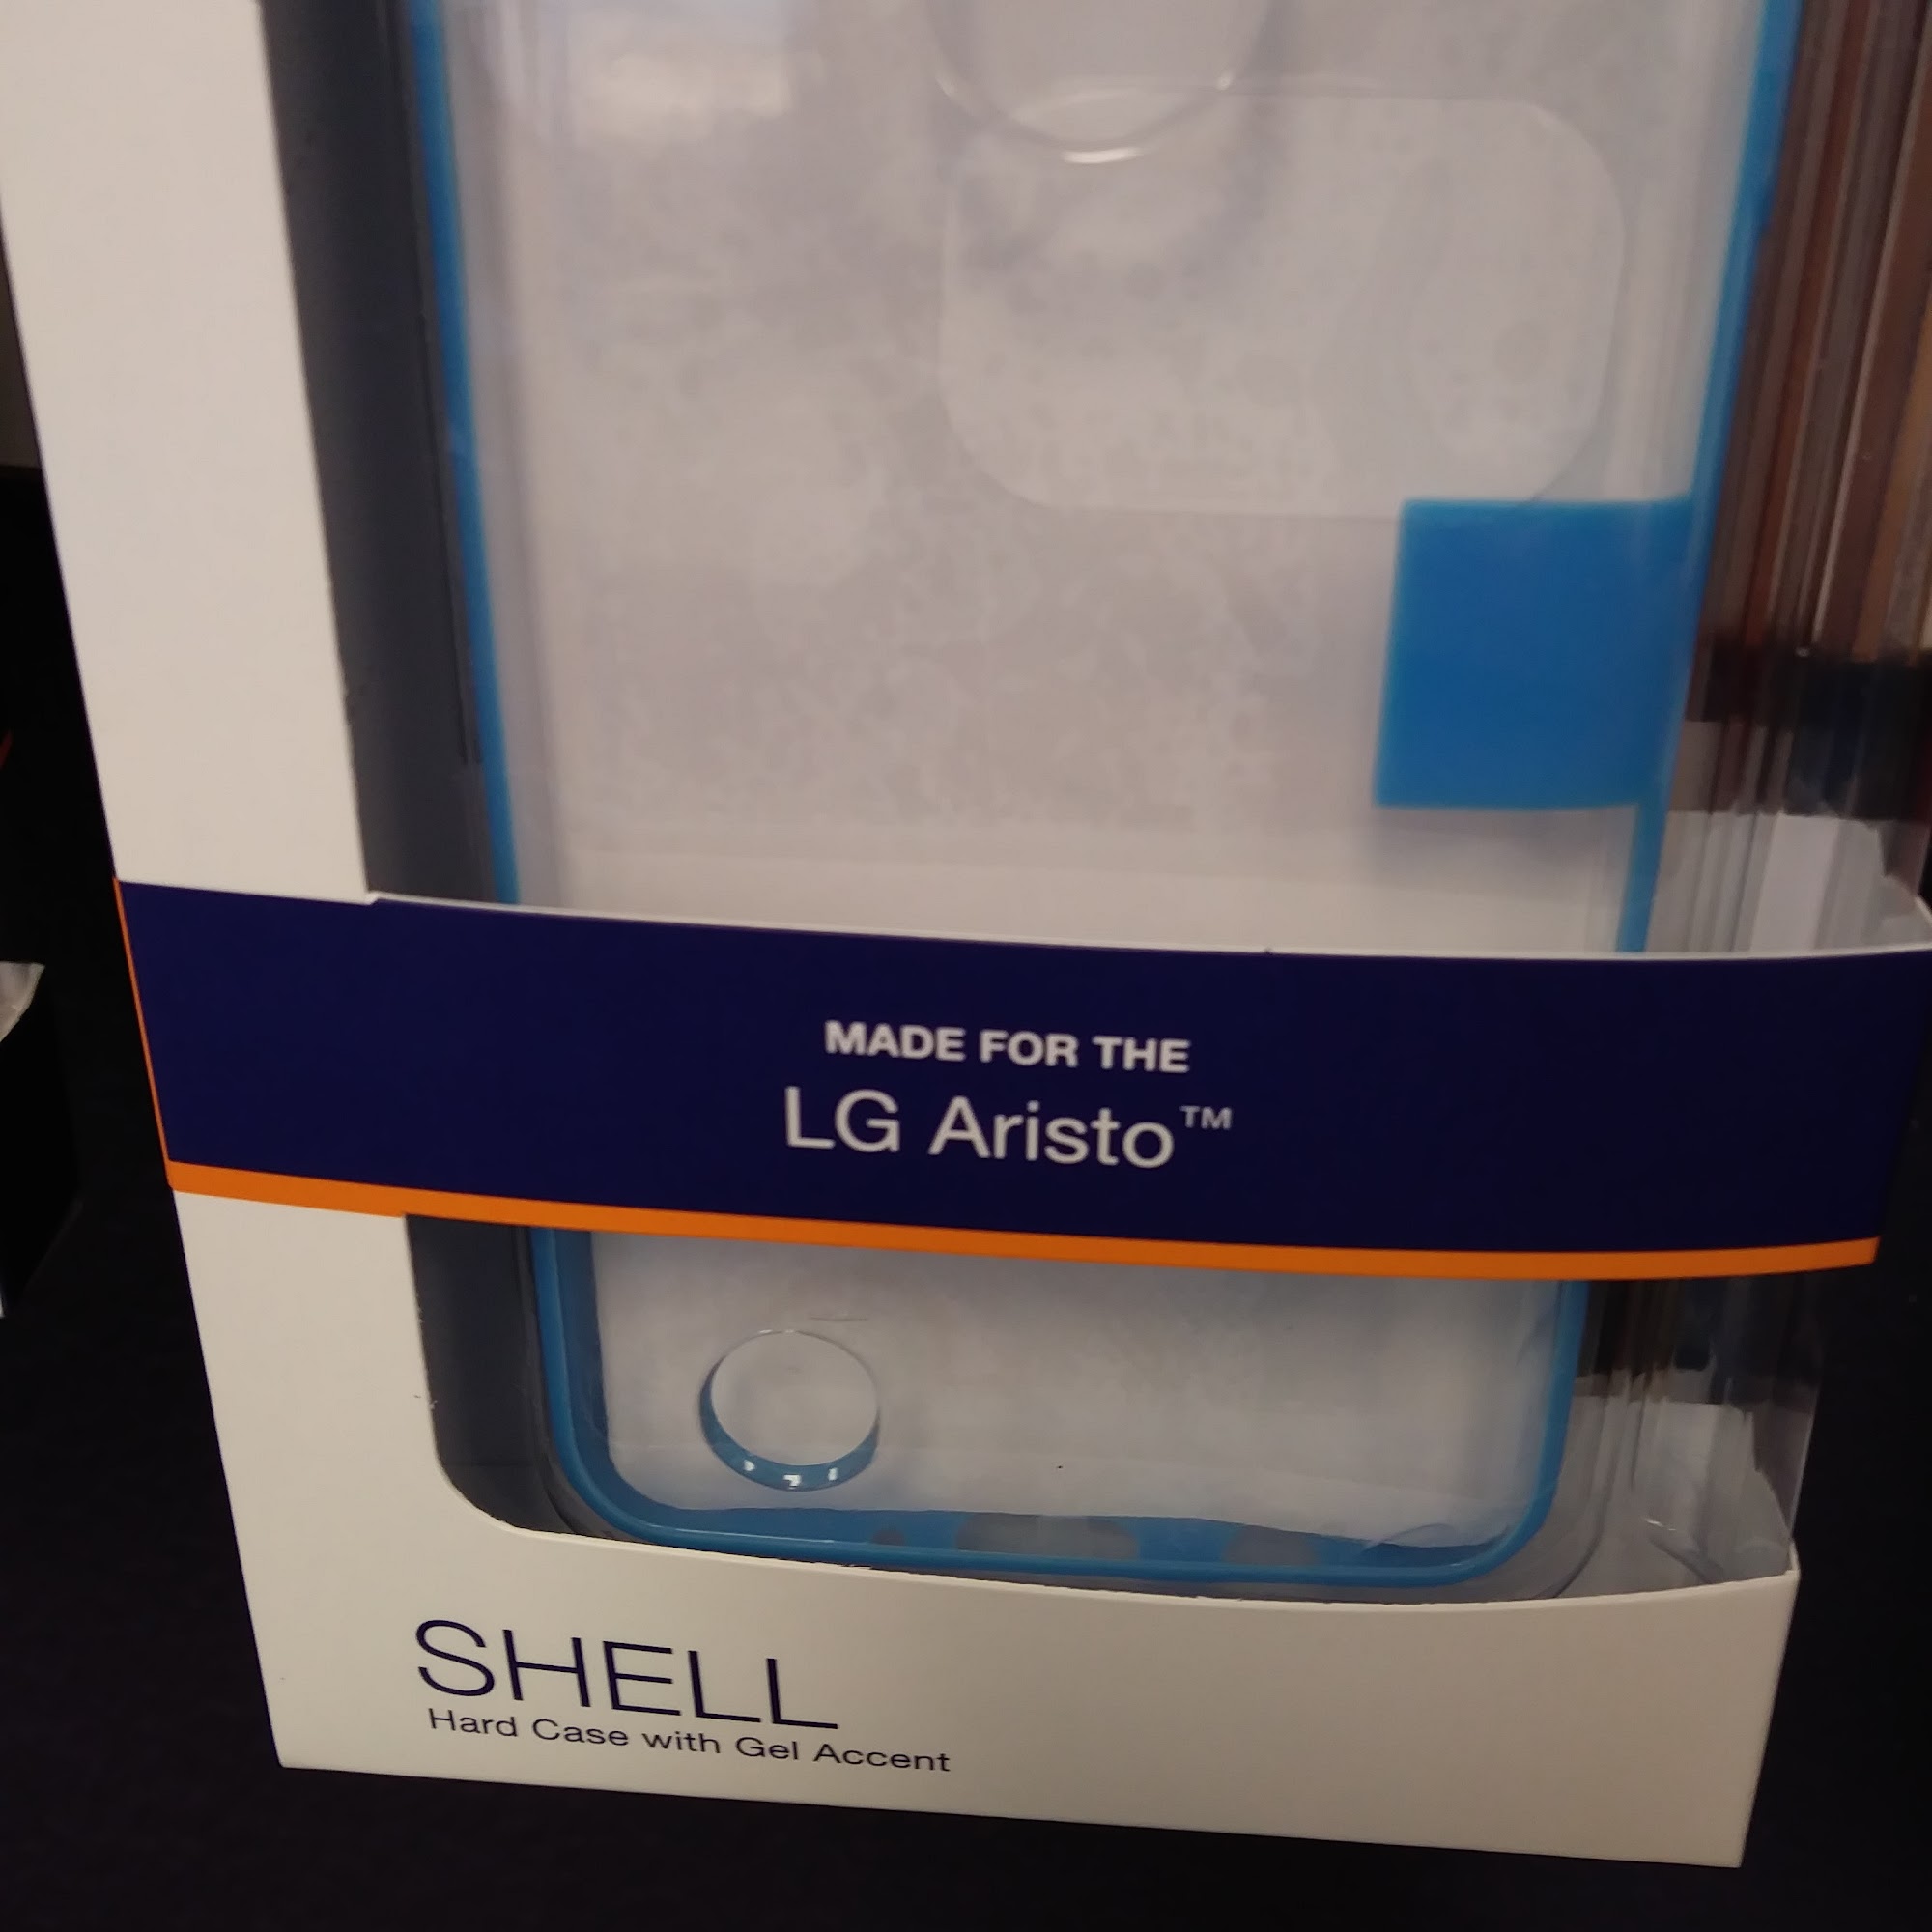 MADE FOR THE
LG Aristo™
SHELL
Hard Case with Gel Accent